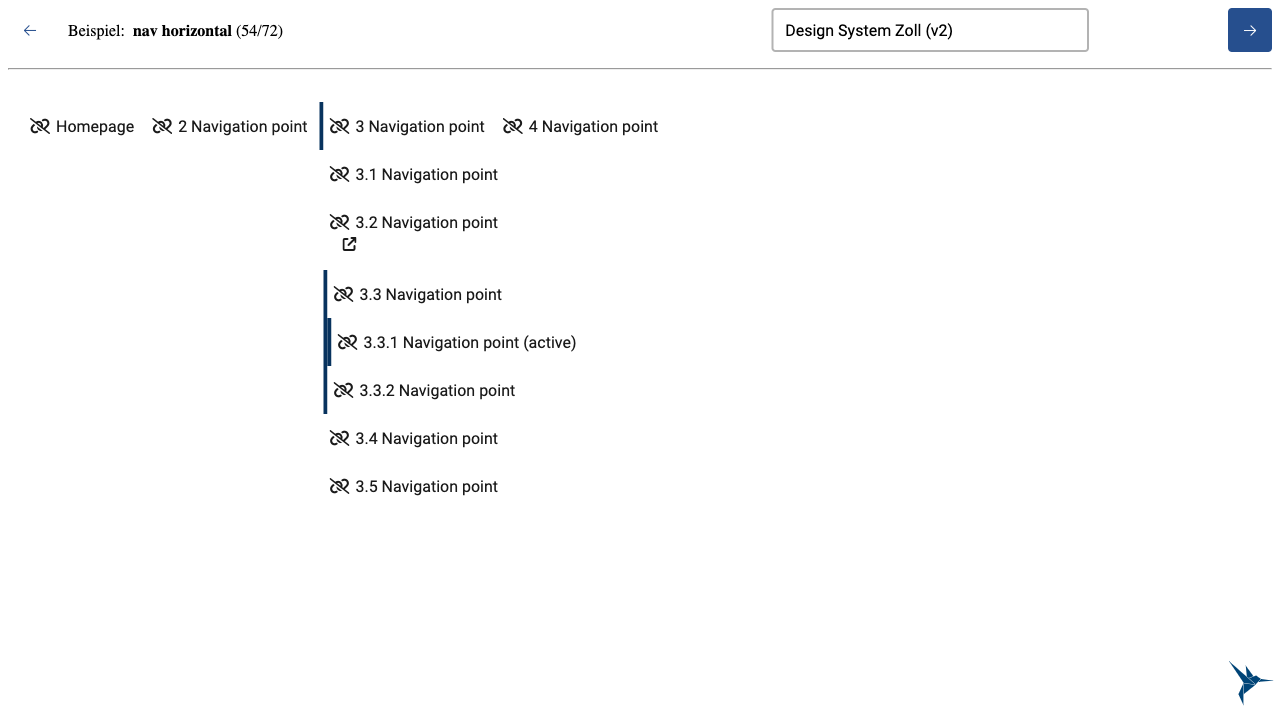 Beispiel: nav horizontal (54/72)
Design System Zoll (v2)
Homepage 2 Navigation point 3 Navigation point 4 Navigation point
3.1 Navigation point
3.2 Navigation point
3.3 Navigation point
3.3.1 Navigation point (active)
3.3.2 Navigation point
3.4 Navigation point
3.5 Navigation point